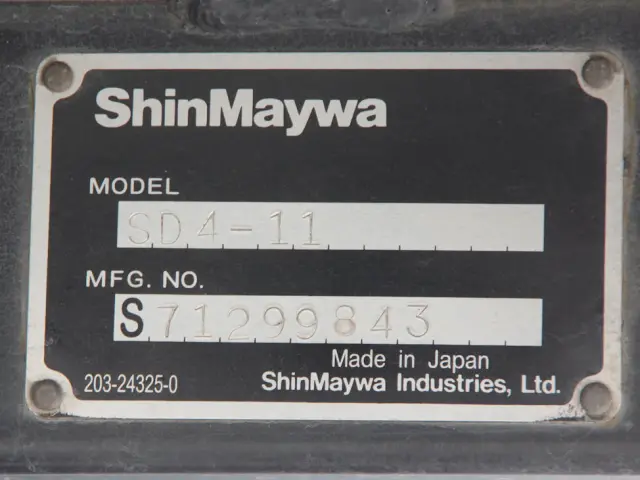 ShinMaywa
MODEL
SD4-11
MFG. NO.
S71299843
Made in Japan
203-24325-0 ShinMaywa Industries, Ltd.